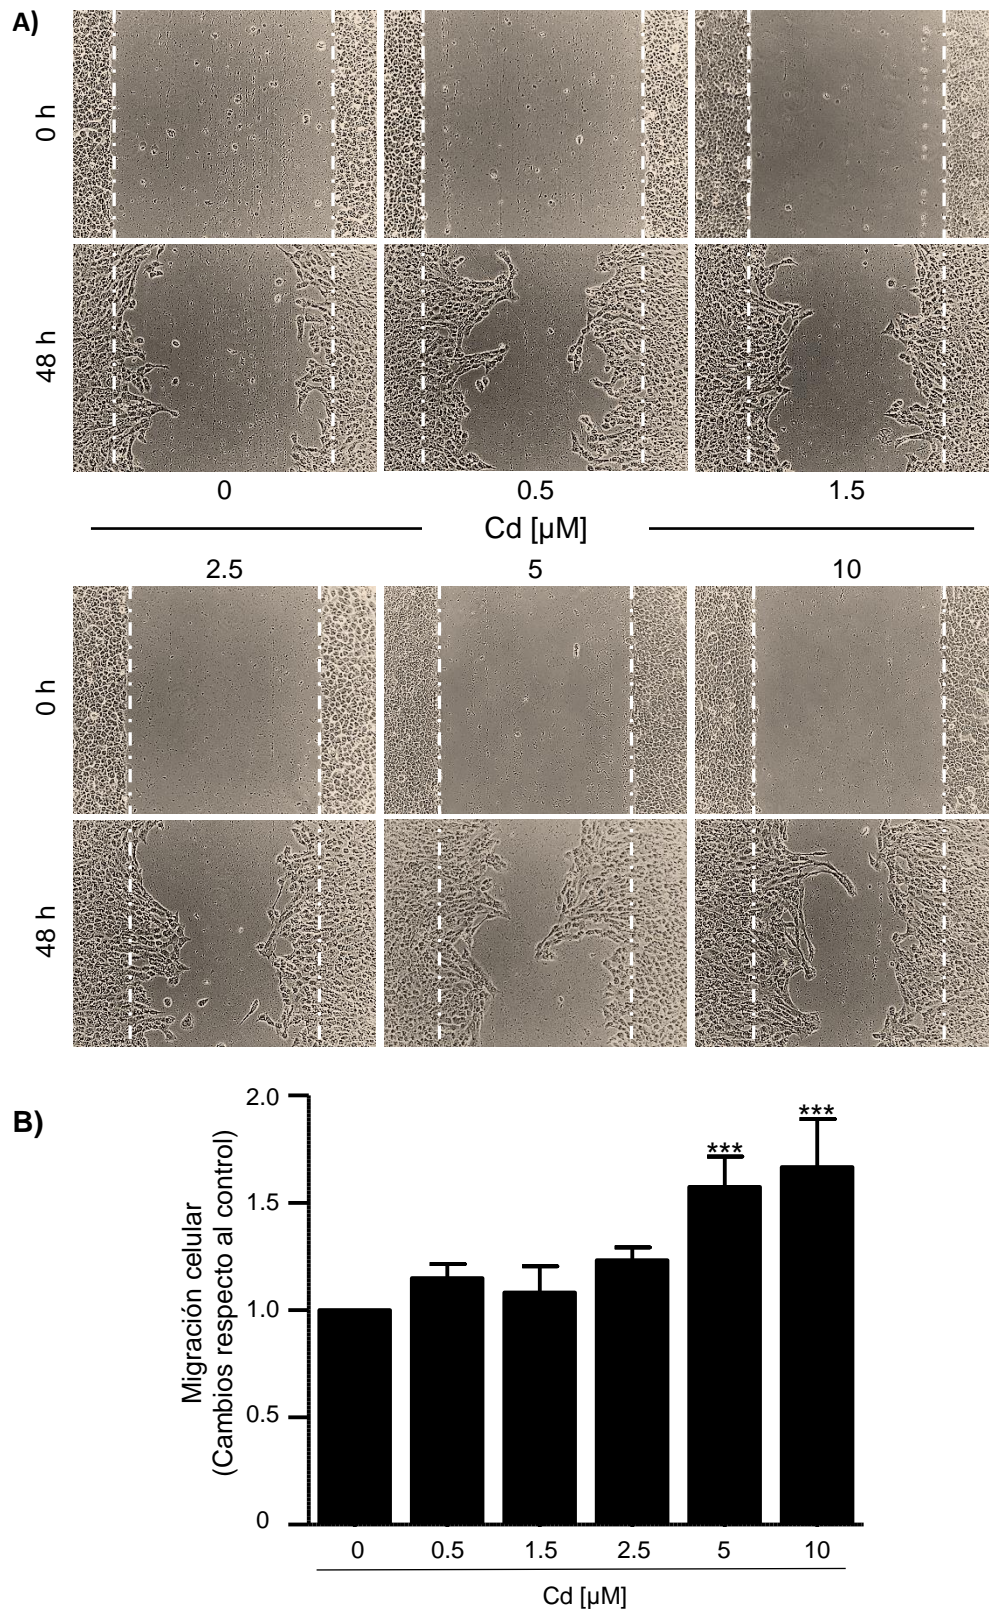 A)
0 h
48 h
0 0.5 1.5
Cd [µM]
2.5 5 10
0 h
48 h
B)
Migración celular
(Cambios respecto al control)
2.0
1.5
1.0
0.5
0
*** ***
0 0.5 1.5 2.5 5 10
Cd [µM]